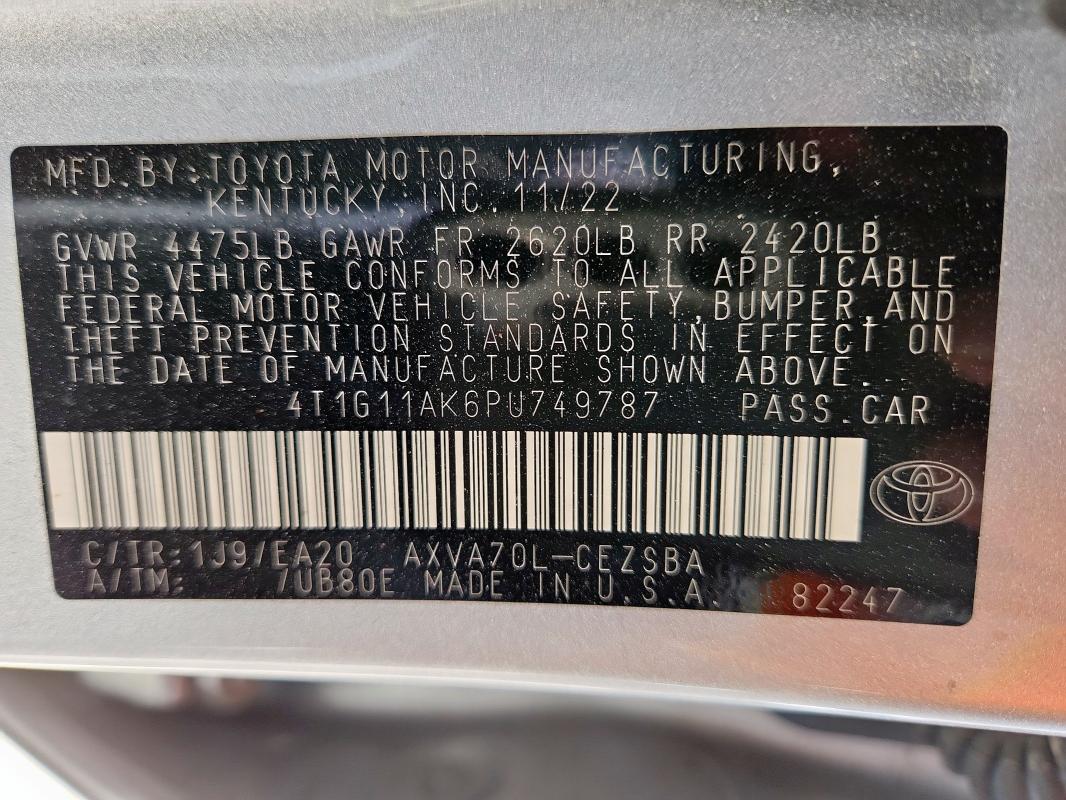 MFD.BY:TOYOTA MOTOR MANUFACTURING,
KENTUCKY,INC. 11/22
GVWR 4475LB GAWR FR 2620LB RR 2420LB
THIS VEHICLE CONFORMS TO ALL APPLICABLE
FEDERAL MOTOR VEHICLE SAFETY,BUMPER,AND
THEFT PREVENTION STANDARDS IN EFFECT ON
THE DATE OF MANUFACTURE SHOWN ABOVE.
4T1G11AK6PU749787 PASS.CAR
C/TR:1J9/EA20 AXVA70L-CEZSBA
A/TM: 7UB80E MADE IN U.S.A. 82247